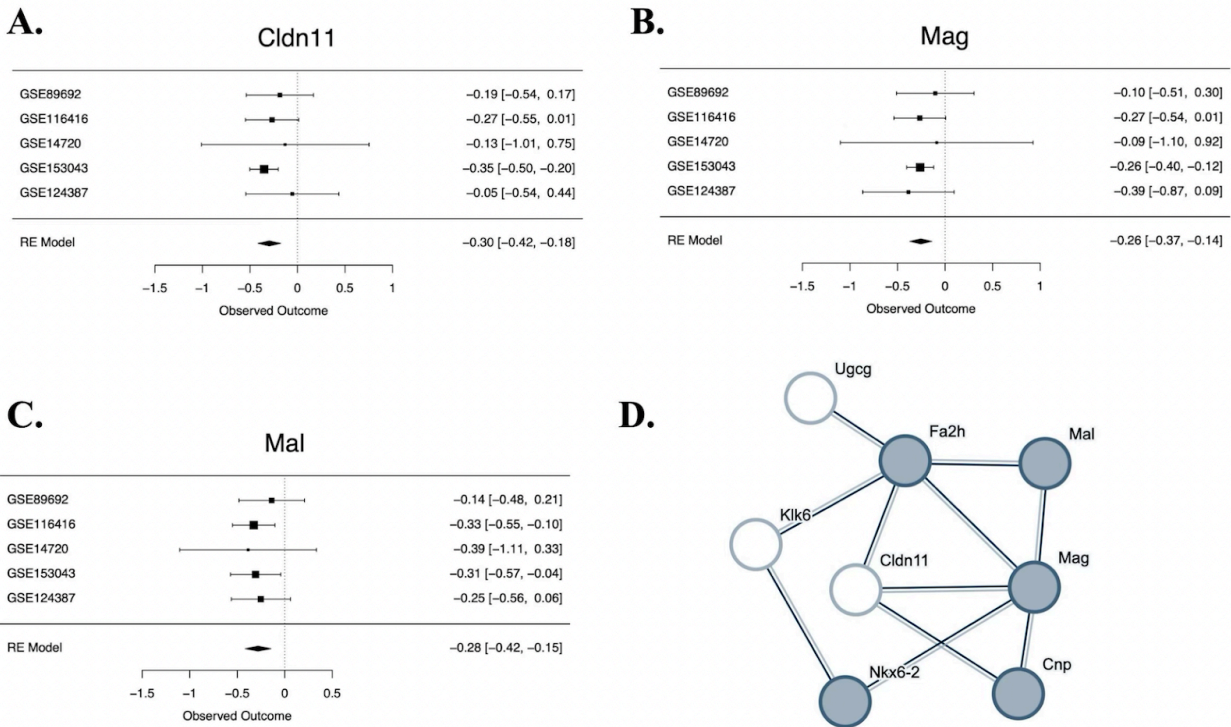 A.
Cldn11
GSE89692 −0.19 [−0.54, 0.17]
GSE116416 −0.27 [−0.55, 0.01]
GSE14720 −0.13 [−1.01, 0.75]
GSE153043 −0.35 [−0.50, −0.20]
GSE124387 −0.05 [−0.54, 0.44]
RE Model −0.30 [−0.42, −0.18]
−1.5 −1 −0.5 0 0.5 1
Observed Outcome
B.
Mag
GSE89692 −0.10 [−0.51, 0.30]
GSE116416 −0.27 [−0.54, 0.01]
GSE14720 −0.09 [−1.10, 0.92]
GSE153043 −0.26 [−0.40, −0.12]
GSE124387 −0.39 [−0.87, 0.09]
RE Model −0.26 [−0.37, −0.14]
−1.5 −1 −0.5 0 0.5 1
Observed Outcome
C.
Mal
GSE89692 −0.14 [−0.48, 0.21]
GSE116416 −0.33 [−0.55, −0.10]
GSE14720 −0.39 [−1.11, 0.33]
GSE153043 −0.31 [−0.57, −0.04]
GSE124387 −0.25 [−0.56, 0.06]
RE Model −0.28 [−0.42, −0.15]
−1.5 −1 −0.5 0 0.5
Observed Outcome
D.
Ugcg
Fa2h
Mal
Klk6
Cldn11
Mag
Nkx6-2
Cnp